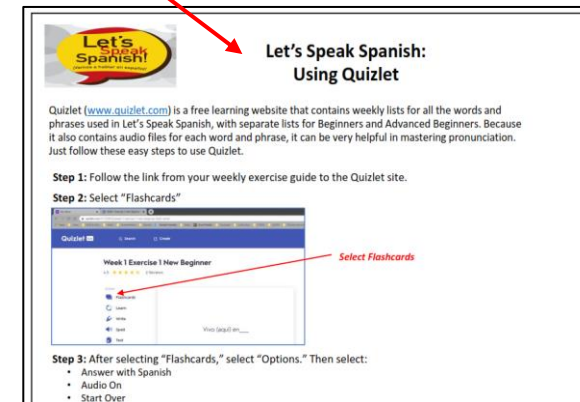 Let's
Speak
Spanish!
Let's Speak Spanish:
Using Quizlet
Quizlet (www.quizlet.com) is a free learning website that contains weekly lists for all the words and
phrases used in Let's Speak Spanish, with separate lists for Beginners and Advanced Beginners. Because
it also contains audio files for each word and phrase, it can be very helpful in mastering pronunciation.
Just follow these easy steps to use Quizlet.
Step 1: Follow the link from your weekly exercise guide to the Quizlet site.
Step 2: Select "Flashcards"
Quizlet
Search
Create
Week 1 Exercise 1 New Beginner
Select Flashcards
Flashcards
Learn
Write
Spell
Test
Vivo (aquí) en___
Step 3: After selecting "Flashcards," select "Options." Then select:
• Answer with Spanish
• Audio On
• Start Over